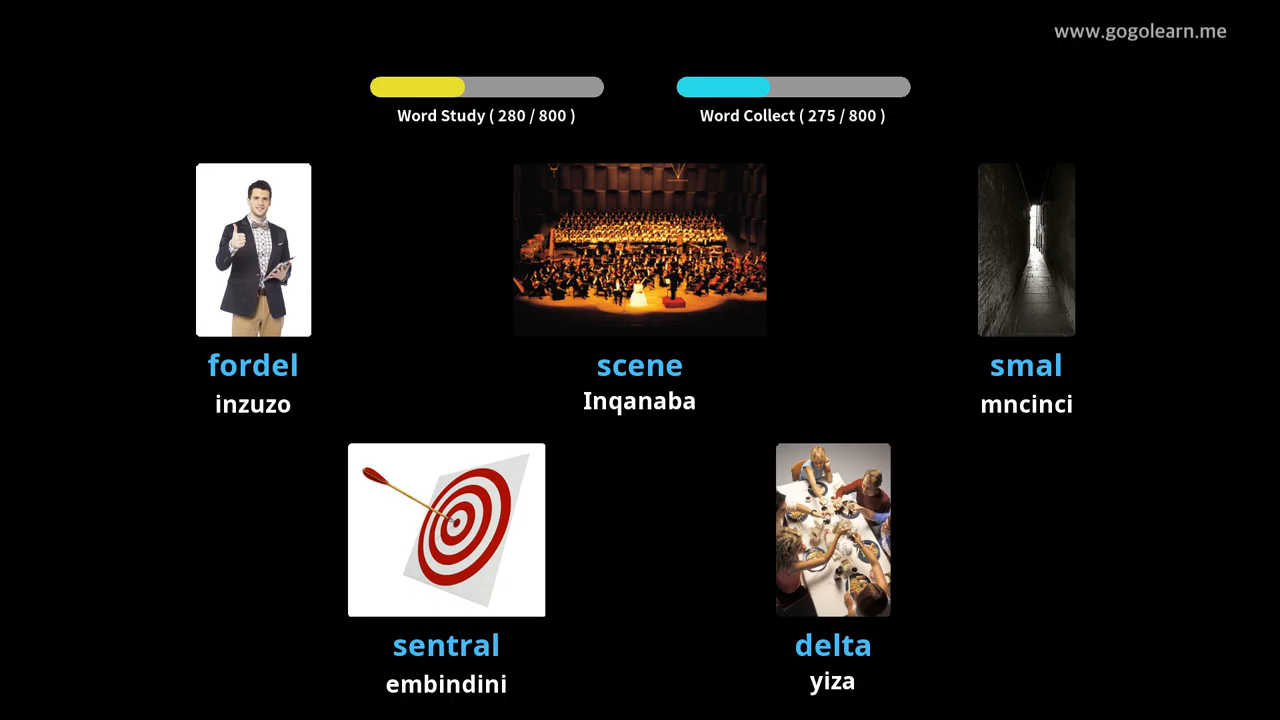 www.gogolearn.me
Word Study ( 280 / 800 )
Word Collect ( 275 / 800 )
fordel
inzuzo
scene
Inqanaba
smal
mncinci
sentral
embindini
delta
yiza